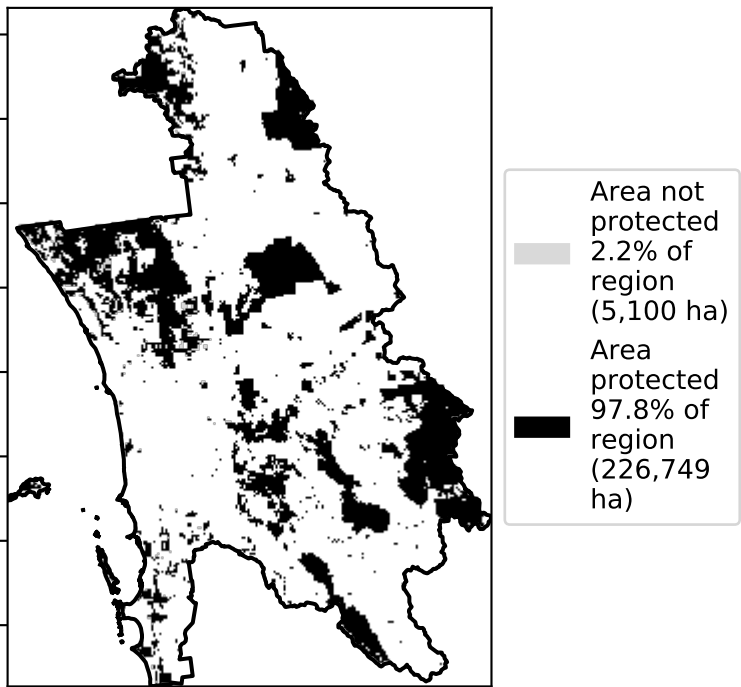 Area not
protected
2.2% of
region
(5,100 ha)
Area
protected
97.8% of
region
(226,749
ha)